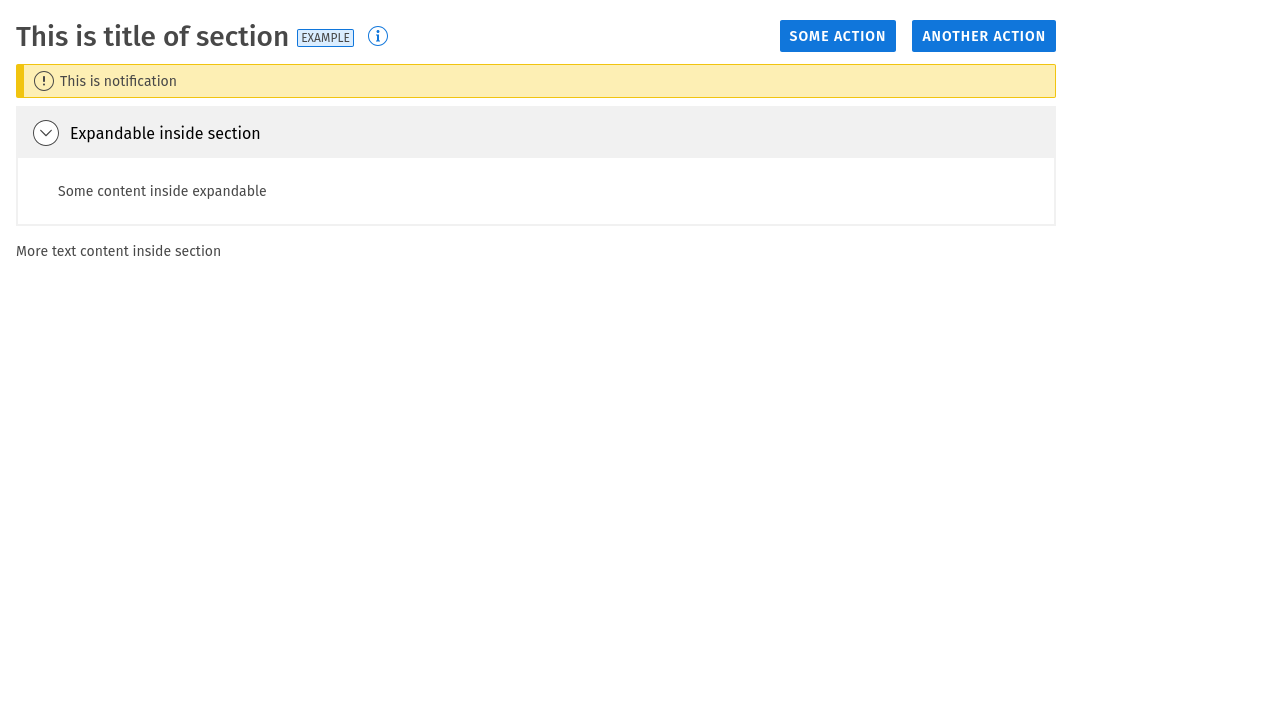 This is title of section EXAMPLE SOME ACTION ANOTHER ACTION
This is notification
Expandable inside section
Some content inside expandable
More text content inside section